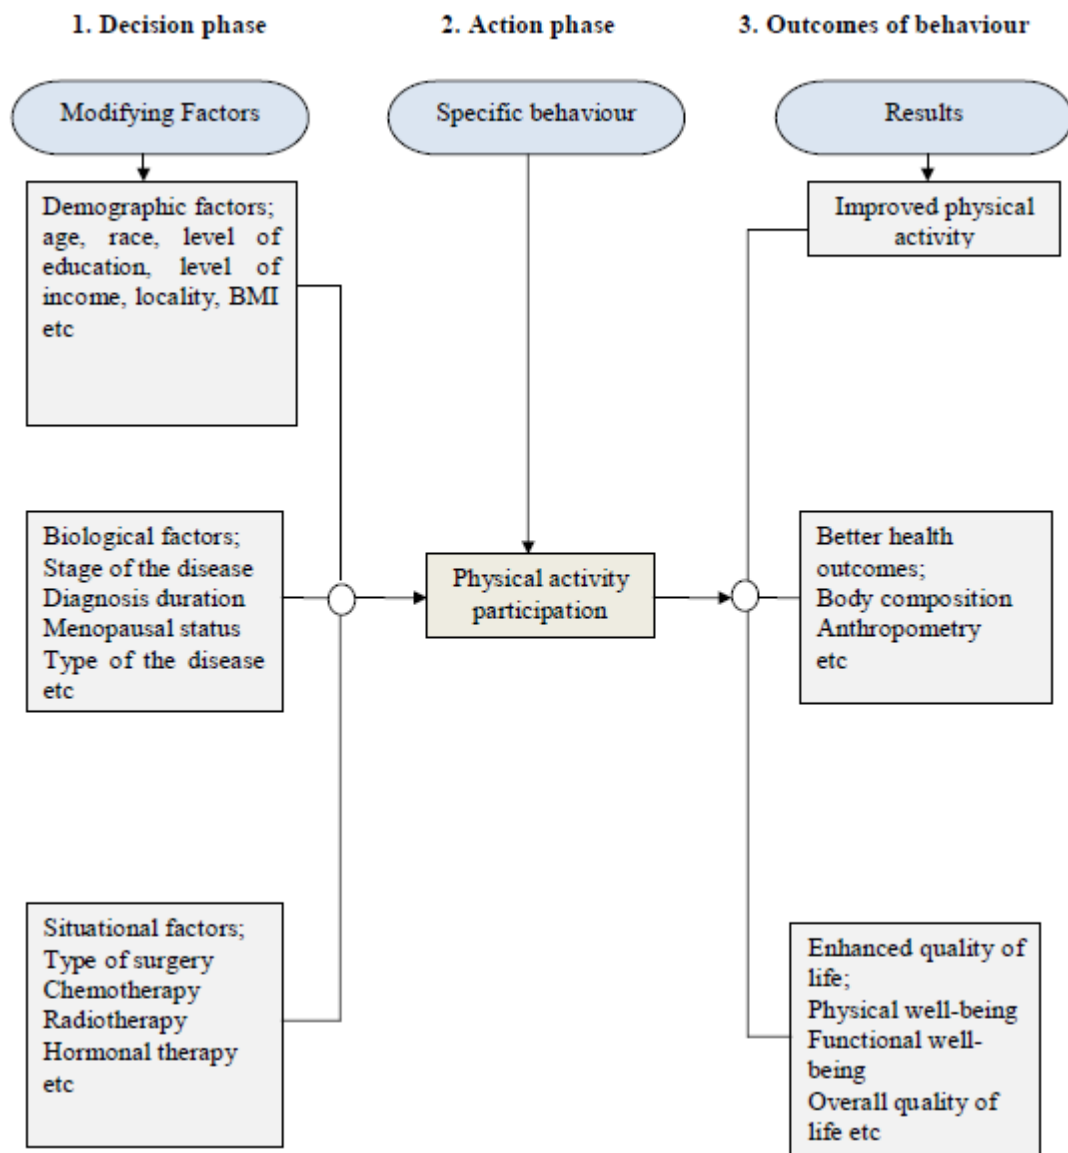 1. Decision phase
2. Action phase
3. Outcomes of behaviour
Modifying Factors
Specific behaviour
Results
Demographic factors;
age, race, level of
education, level of
income, locality, BMI
etc
Improved physical
activity
Biological factors;
Stage of the disease
Diagnosis duration
Menopausal status
Type of the disease
etc
Physical activity
participation
Better health
outcomes;
Body composition
Anthropometry
etc
Situational factors;
Type of surgery
Chemotherapy
Radiotherapy
Hormonal therapy
etc
Enhanced quality of
life;
Physical well-being
Functional well-
being
Overall quality of
life etc